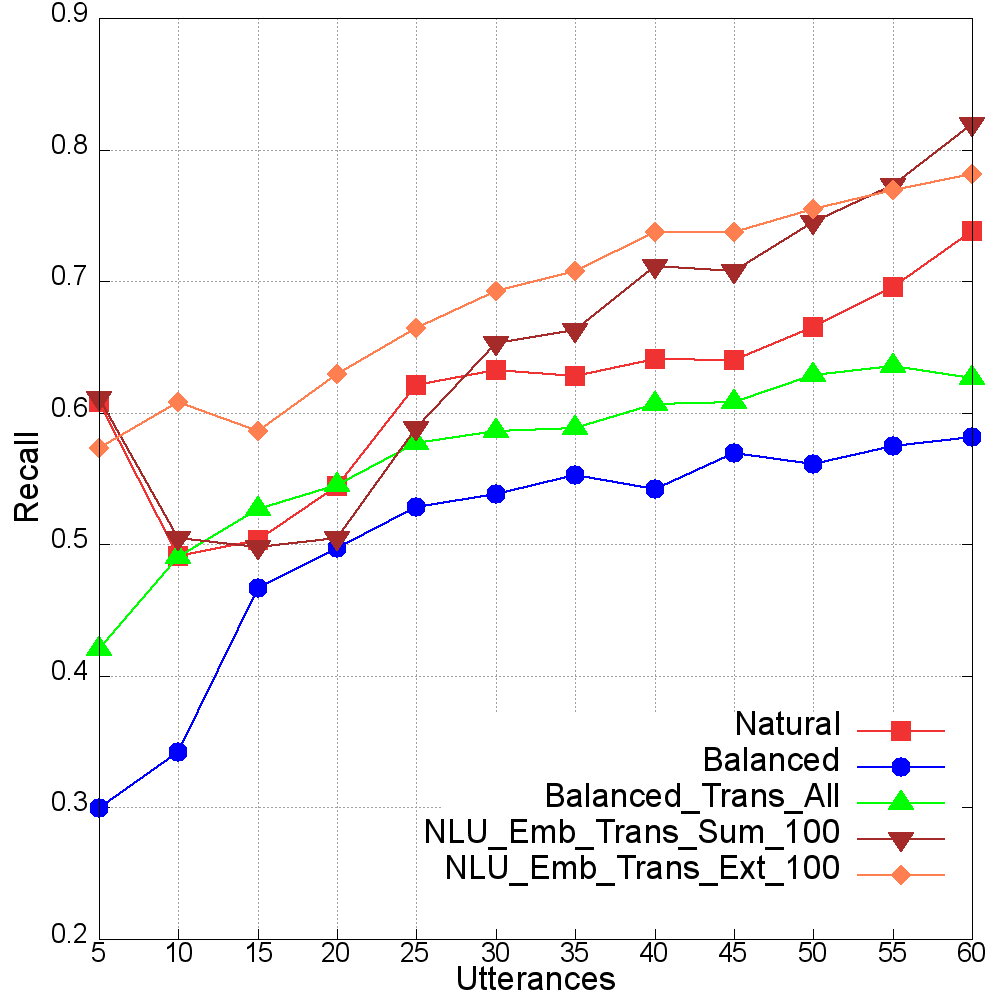 0.9
0.8
0.7
0.6
0.5
0.4
0.3
0.2
Recall
Natural
Balanced
Balanced_Trans_All
NLU_Emb_Trans_Sum_100
NLU_Emb_Trans_Ext_100
5 10 15 20 25 30 35 40 45 50 55 60
Utterances